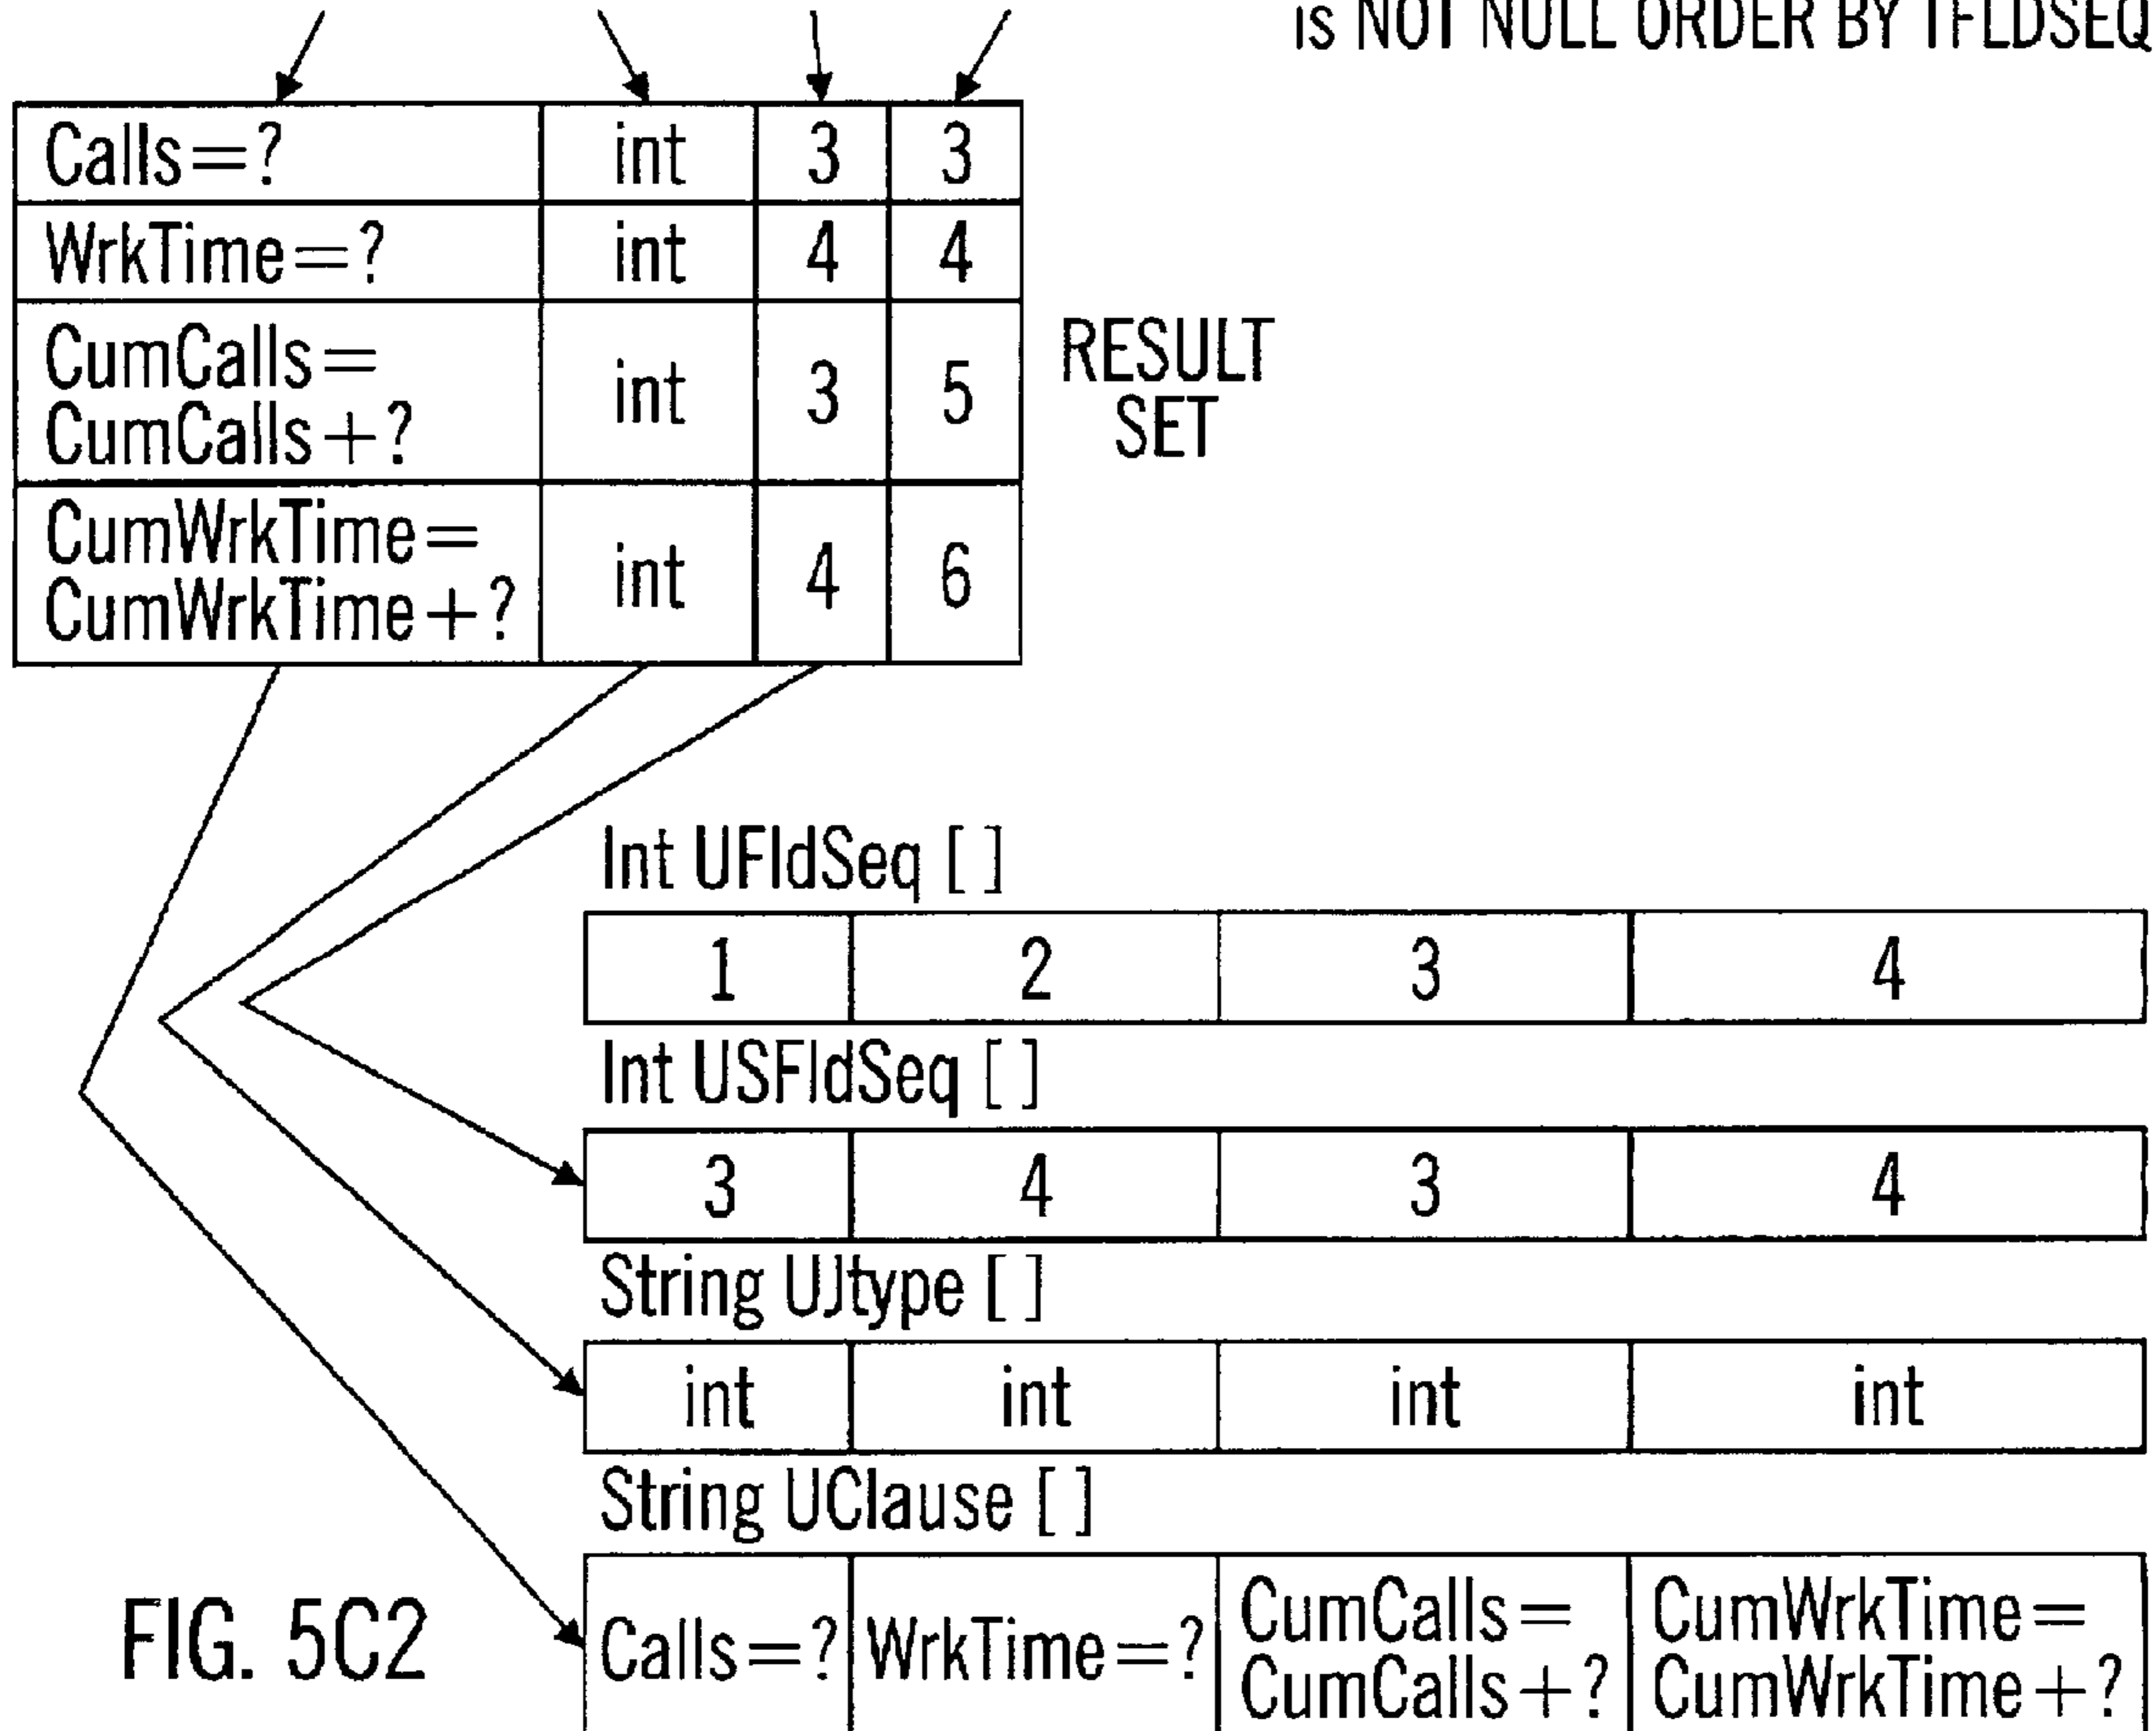 is NOT NULL ORDER BY TFLDSEQ
Calls=? int 3 3
WrkTime=? int 4 4
CumCalls=
CumCalls+? int 3 5
RESULT
SET
CumWrkTime=
CumWrkTime+? int 4 6
Int UFldSeq [ ]
1 2 3 4
Int USFldSeq [ ]
3 4 3 4
String UJtype [ ]
int int int int
String UClause [ ]
Calls=? WrkTime=? CumCalls=
CumCalls+? CumWrkTime=
CumWrkTime+?
FIG. 5C2